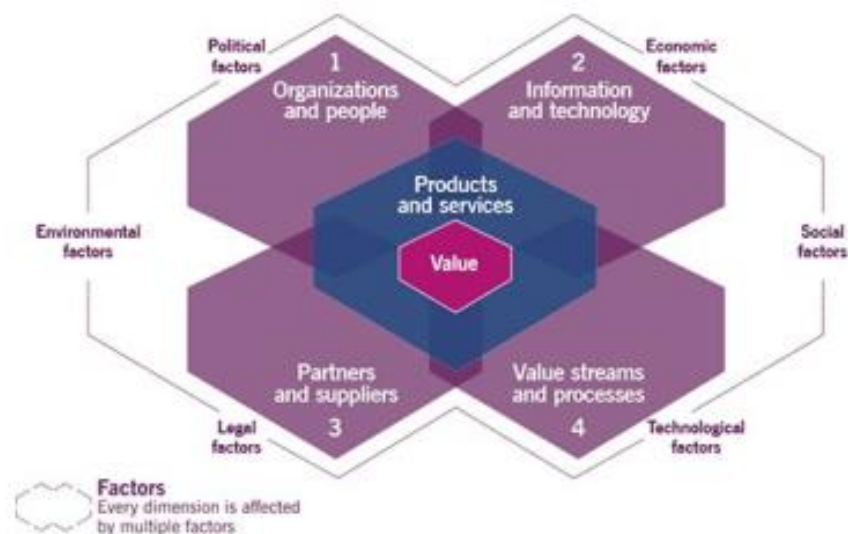 Political
factors
Economic
factors
1
Organizations
and people
2
Information
and technology
Products
and services
Environmental
factors
Value
Social
factors
Partners
and suppliers
3
Value streams
and processes
4
Legal
factors
Technological
factors
Factors
Every dimension is affected
by multiple factors